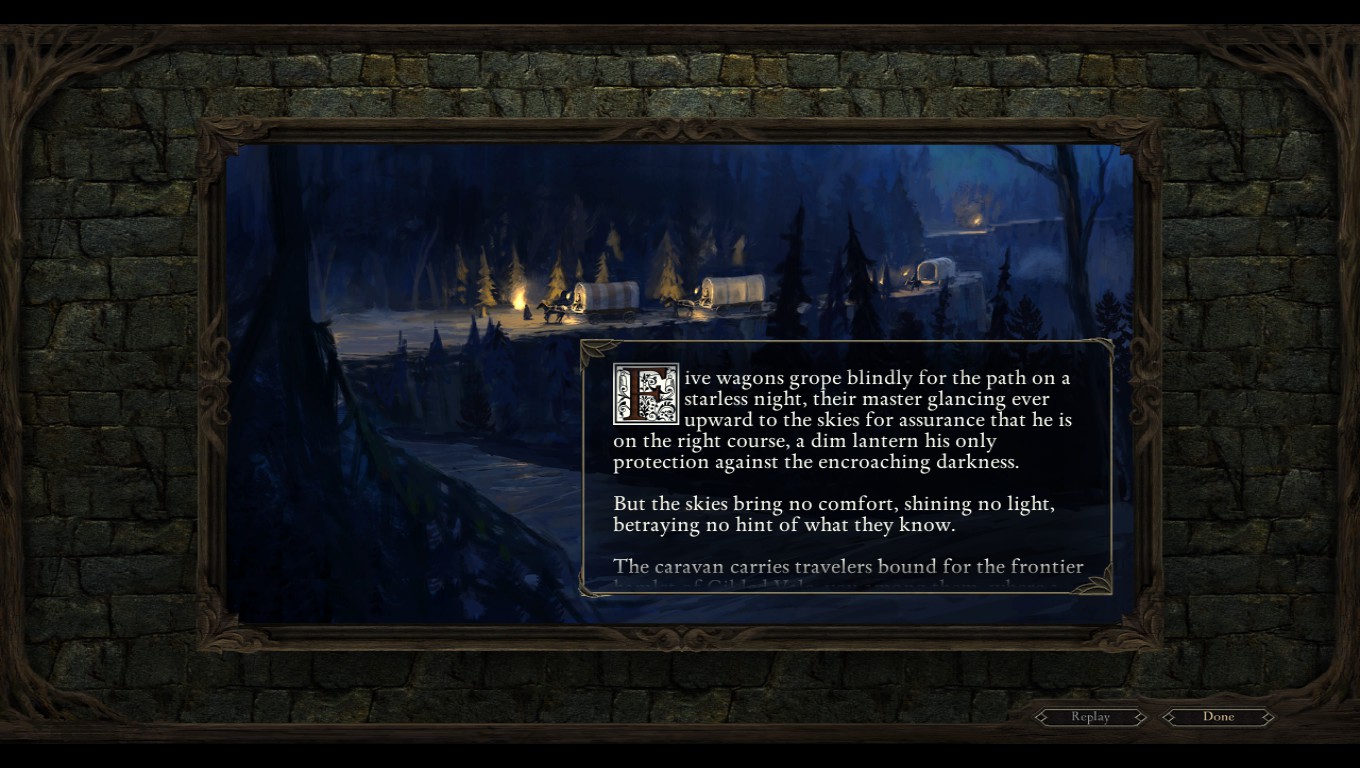 Five wagons grope blindly for the path on a
starless night, their master glancing ever
upward to the skies for assurance that he is
on the right course, a dim lantern his only
protection against the encroaching darkness.
But the skies bring no comfort, shining no light,
betraying no hint of what they know.
The caravan carries travelers bound for the frontier
Replay
Done